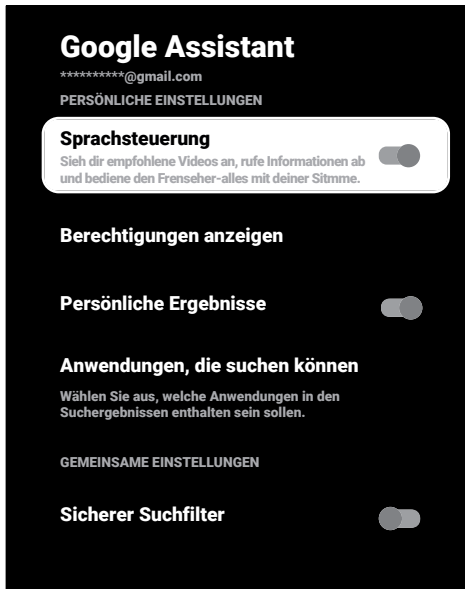 Google Assistant
**********@gmail.com
PERSÖNLICHE EINSTELLUNGEN
Sprachsteuerung
Sieh dir empfohlene Videos an, rufe Informationen ab
und bediene den Frenseher-alles mit deiner Sitmme.
Berechtigungen anzeigen
Persönliche Ergebnisse
Anwendungen, die suchen können
Wählen Sie aus, welche Anwendungen in den
Suchergebnissen enthalten sein sollen.
GEMEINSAME EINSTELLUNGEN
Sicherer Suchfilter